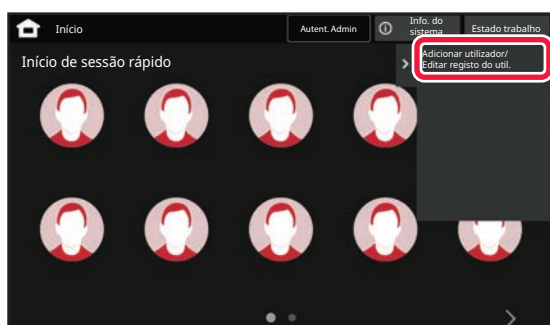 Início
Autent. Admin
Info. do
sistema
Estado trabalho
Início de sessão rápido
Adicionar utilizador/
Editar registo do util.